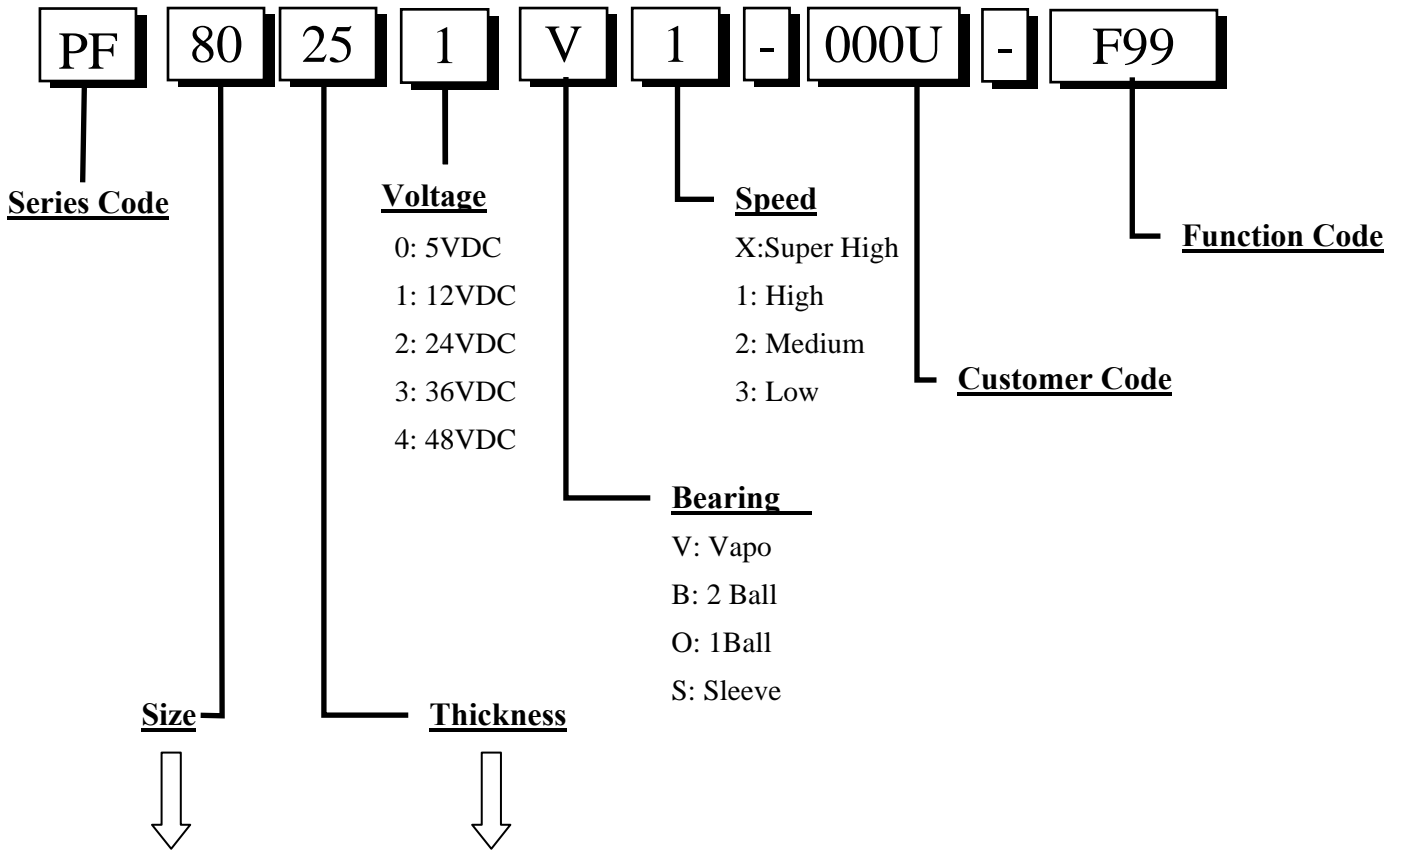 PF 80 25 1 V 1 - 000U - F99
Series Code
Voltage
0: 5VDC
1: 12VDC
2: 24VDC
3: 36VDC
4: 48VDC
Speed
X:Super High
1: High
2: Medium
3: Low
Function Code
Customer Code
Bearing
V: Vapo
B: 2 Ball
O: 1Ball
S: Sleeve
Size
Thickness